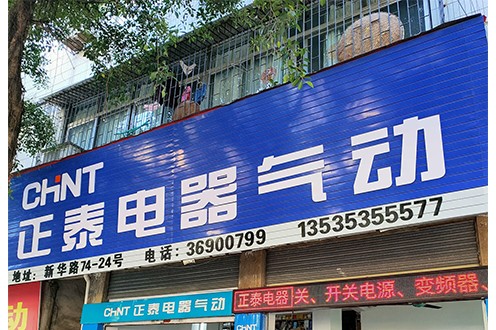 CHNT
正泰电器气动
地址：新华路74-24号 电话：36900799 13535355577
CHNT 正泰电器气动
正泰电器 关、开关电源、变频器、